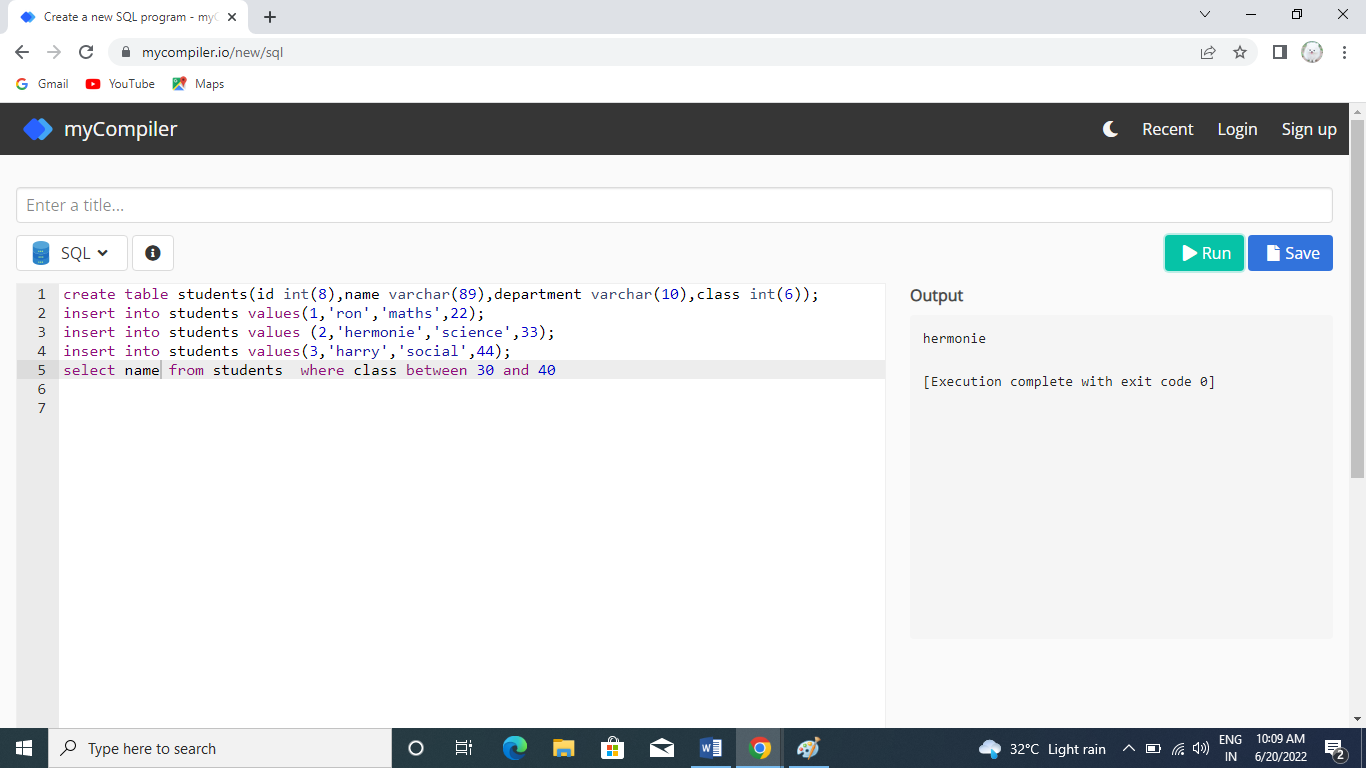 Create a new SQL program - my
mycompiler.io/new/sql
Gmail YouTube Maps
myCompiler Recent Login Sign up
Enter a title...
SQL Run Save
1 create table students(id int(8),name varchar(89),department varchar(10),class int(6));
2 insert into students values(1,'ron','maths',22);
3 insert into students values (2,'hermonie','science',33);
4 insert into students values(3,'harry','social',44);
5 select name from students  where class between 30 and 40
6
7
Output
hermonie
[Execution complete with exit code 0]
Type here to search
32°C Light rain
ENG
IN
10:09 AM
6/20/2022
2